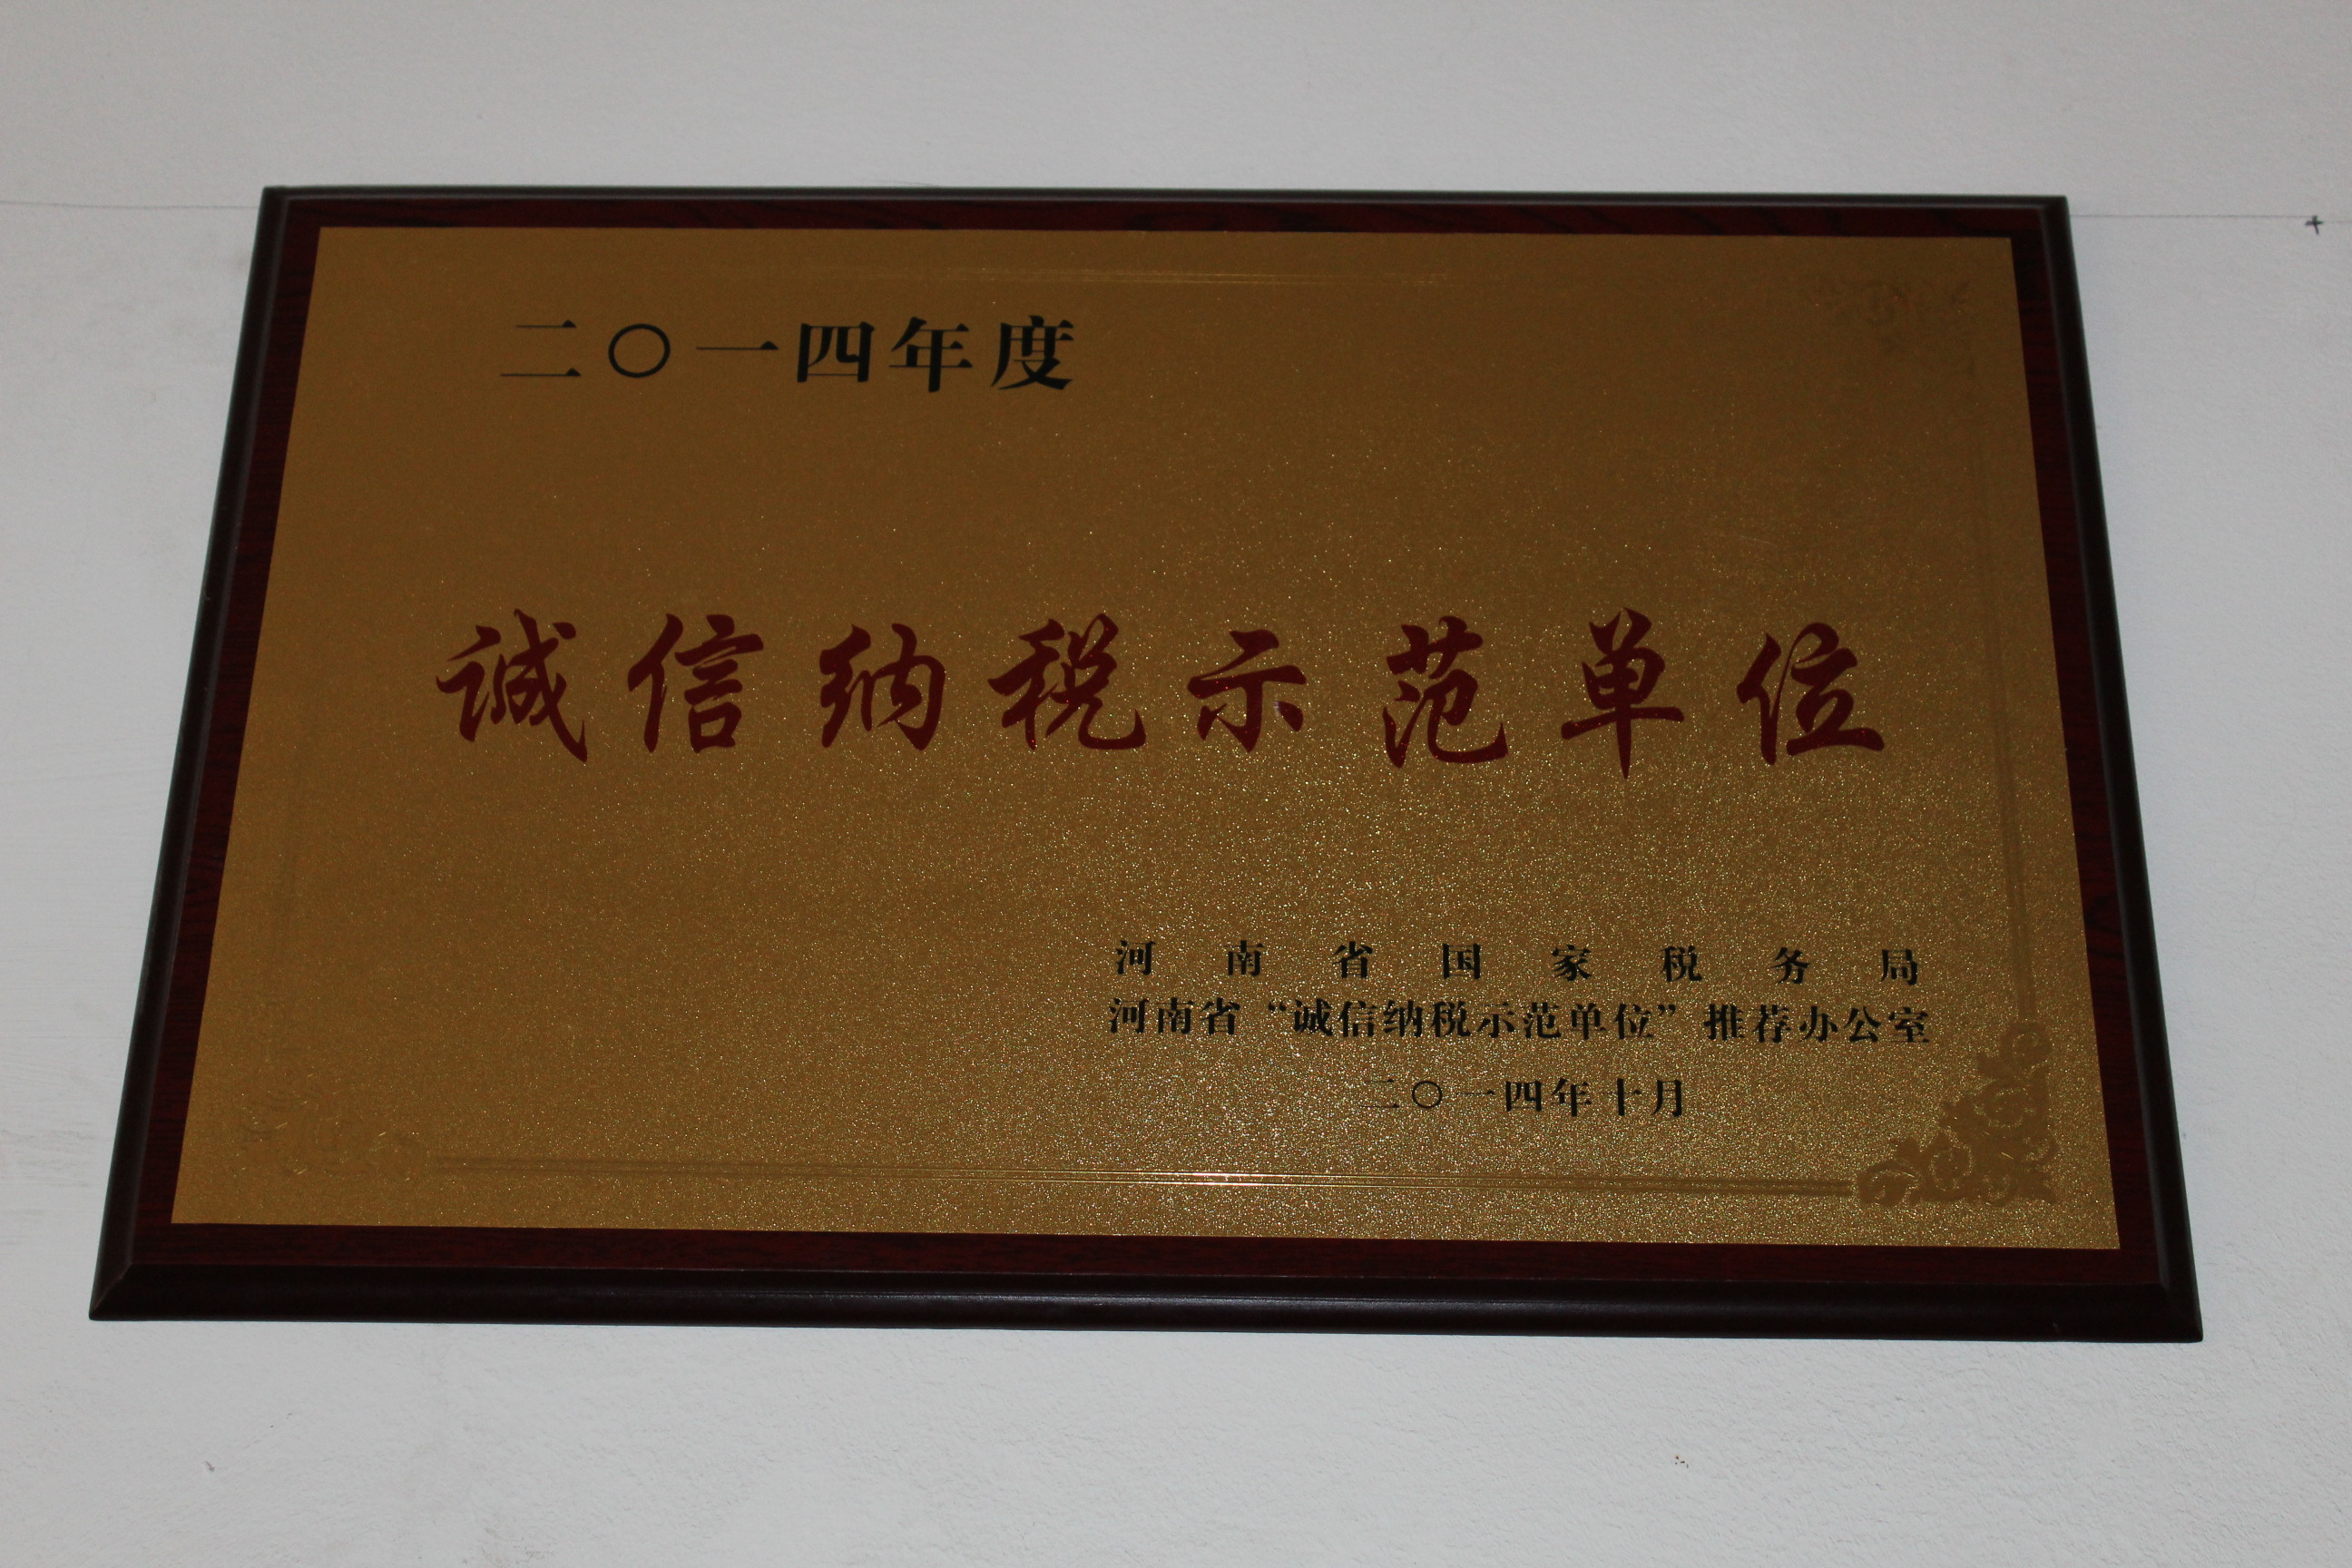 二〇一四年度
诚信纳税示范单位
河南省国家税务局
河南省“诚信纳税示范单位”推荐办公室
二〇一四年十月